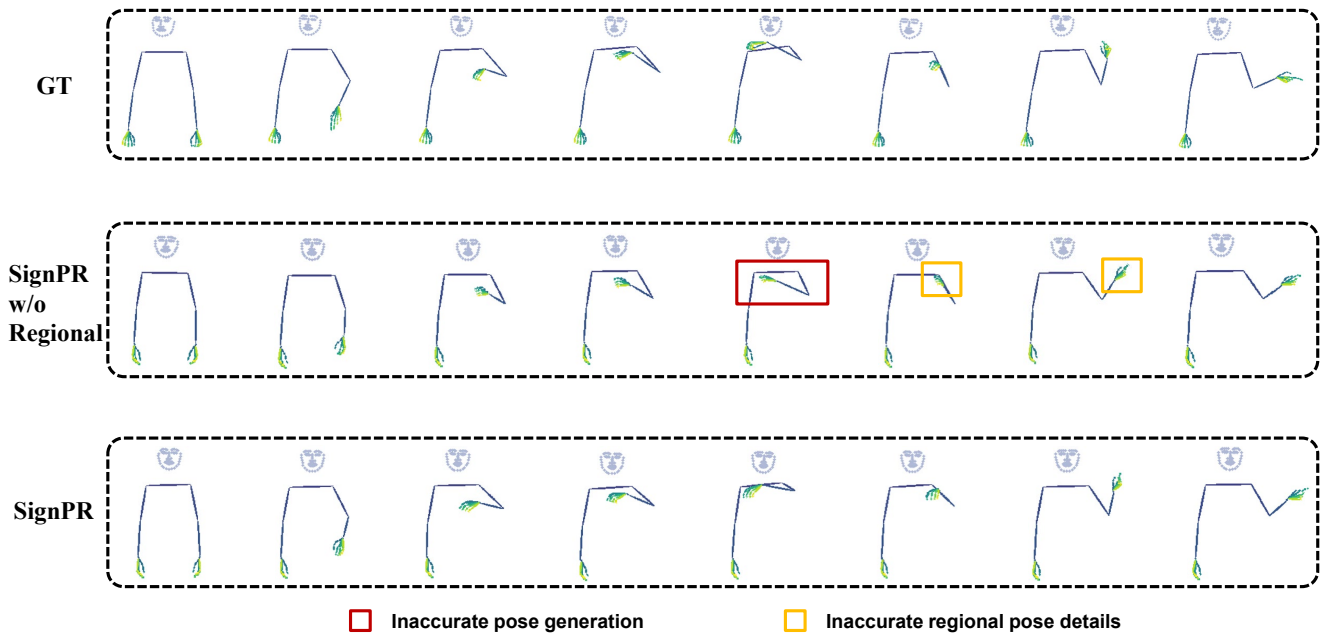 GT
SignPR
w/o
Regional
SignPR
Inaccurate pose generation
Inaccurate regional pose details